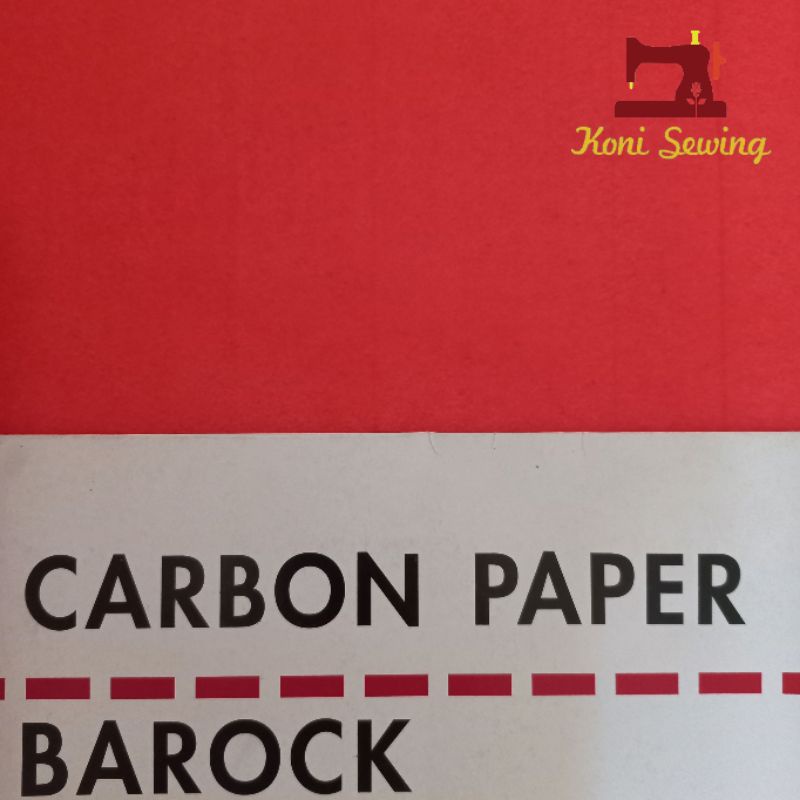 Koni Sewing
CARBON PAPER
BAROCK